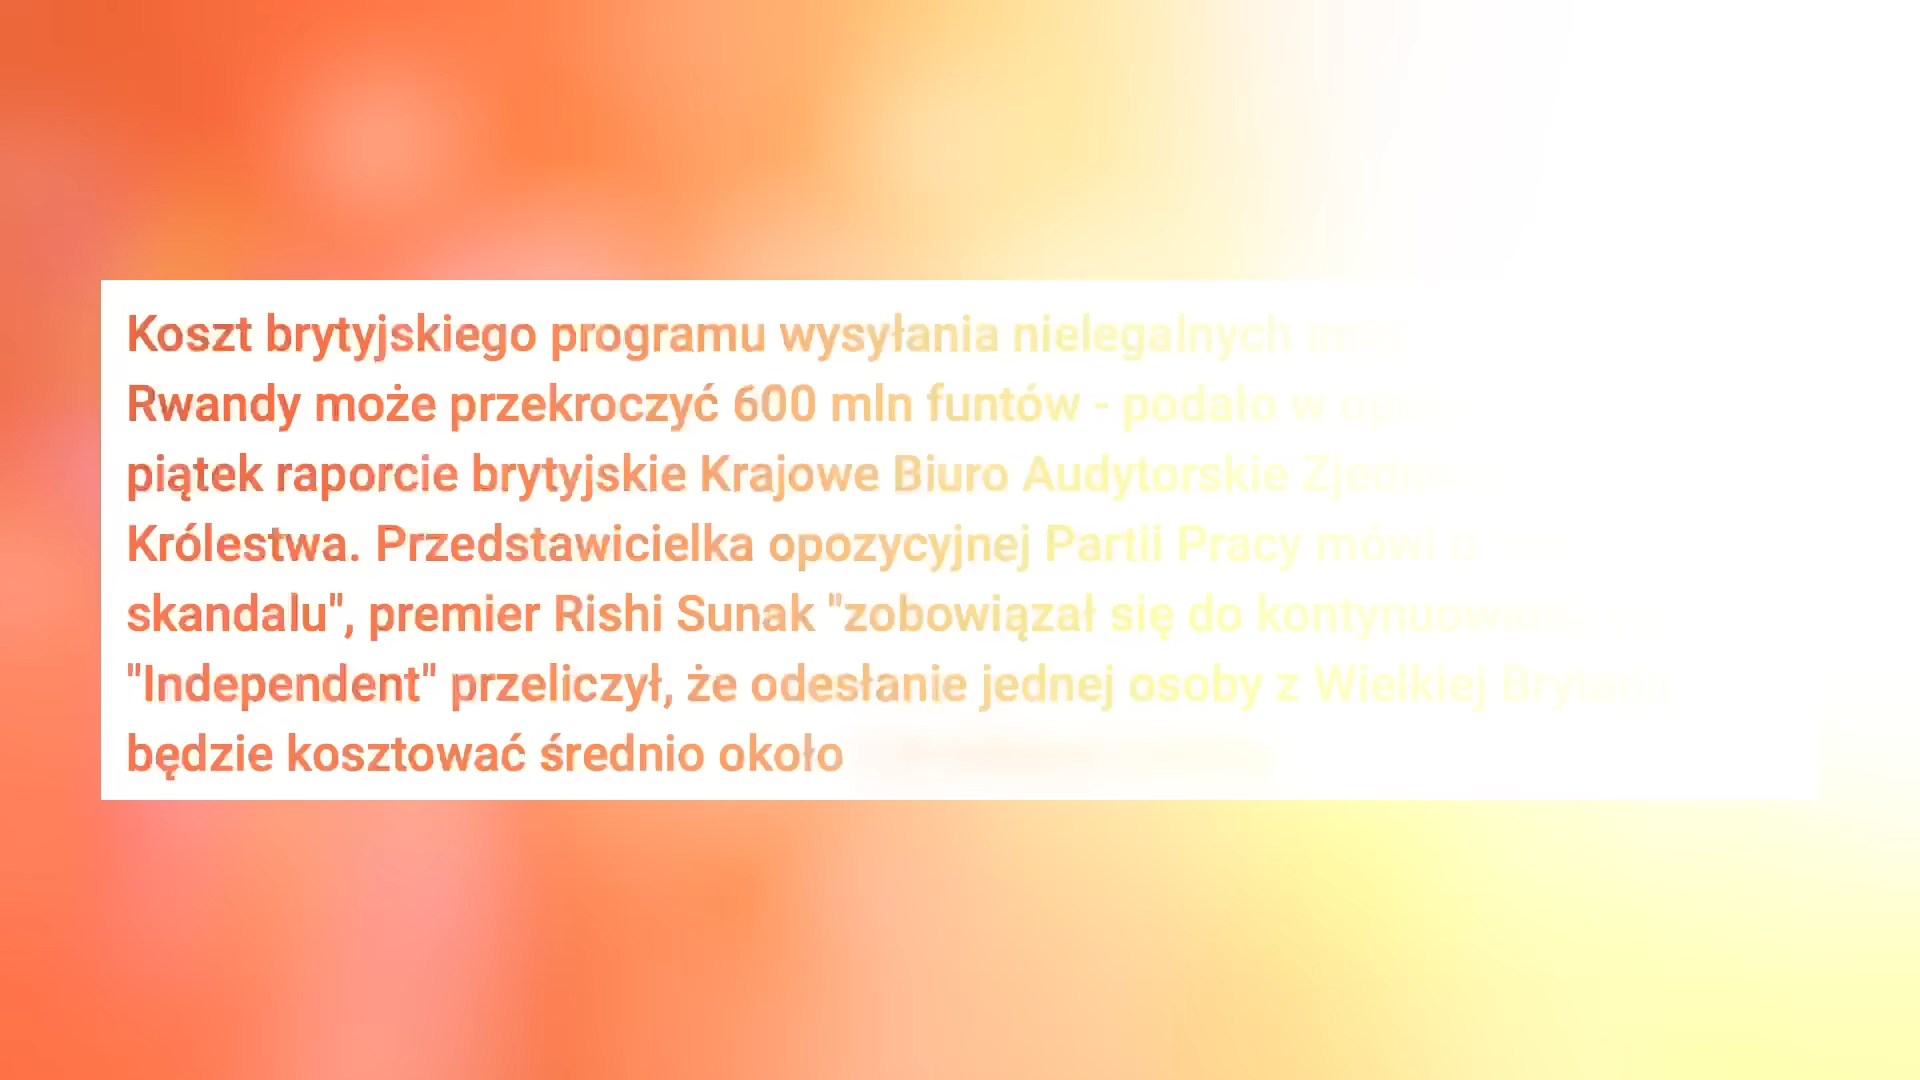 Koszt brytyjskiego programu wysyłania nielegalnych
Rwandy może przekroczyć 600 mln funtów - podało w
piątek raporcie brytyjskie Krajowe Biuro Audytorskie
Królestwa. Przedstawicielka opozycyjnej Partii Pracy mówi o
skandalu", premier Rishi Sunak "zobowiązał się do
"Independent" przeliczył, że odesłanie jednej osoby z Wielkiej
będzie kosztować średnio około